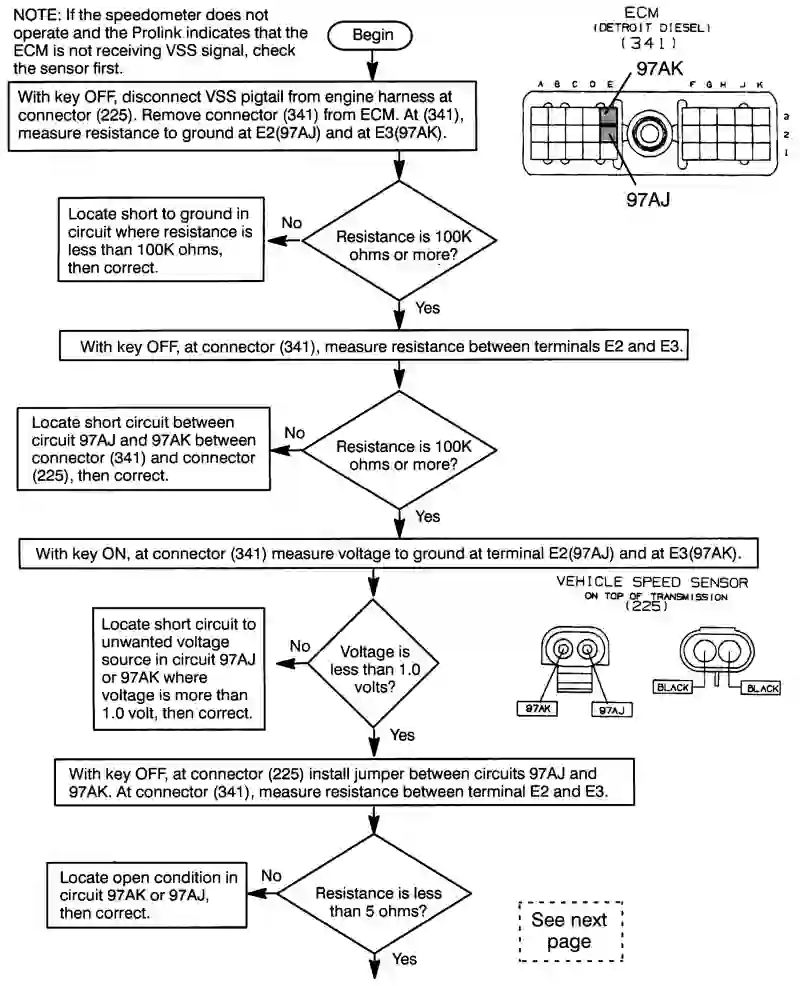 NOTE: If the speedometer does not
operate and the Prolink indicates that the
ECM is not receiving VSS signal, check
the sensor first.
Begin
ECM
(DETROIT DIESEL)
(341)
97AK
A B C D E
F G H J K
3
2
1
97AJ
With key OFF, disconnect VSS pigtail from engine harness at
connector (225). Remove connector (341) from ECM. At (341),
measure resistance to ground at E2(97AJ) and at E3(97AK).
Locate short to ground in
circuit where resistance is
less than 100K ohms,
then correct.
No
Resistance is 100K
ohms or more?
Yes
With key OFF, at connector (341), measure resistance between terminals E2 and E3.
Locate short circuit between
circuit 97AJ and 97AK between
connector (341) and connector
(225), then correct.
No
Resistance is 100K
ohms or more?
Yes
With key ON, at connector (341) measure voltage to ground at terminal E2(97AJ) and at E3(97AK).
VEHICLE SPEED SENSOR
ON TOP OF TRANSMISSION
(225)
Locate short circuit to
unwanted voltage
source in circuit 97AJ
or 97AK where
voltage is more than
1.0 volt, then correct.
No
Voltage is
less than 1.0
volts?
Yes
97AK
97AJ
BLACK
BLACK
With key OFF, at connector (225) install jumper between circuits 97AJ and
97AK. At connector (341), measure resistance between terminal E2 and E3.
Locate open condition in
circuit 97AK or 97AJ,
then correct.
No
Resistance is less
than 5 ohms?
Yes
See next
page